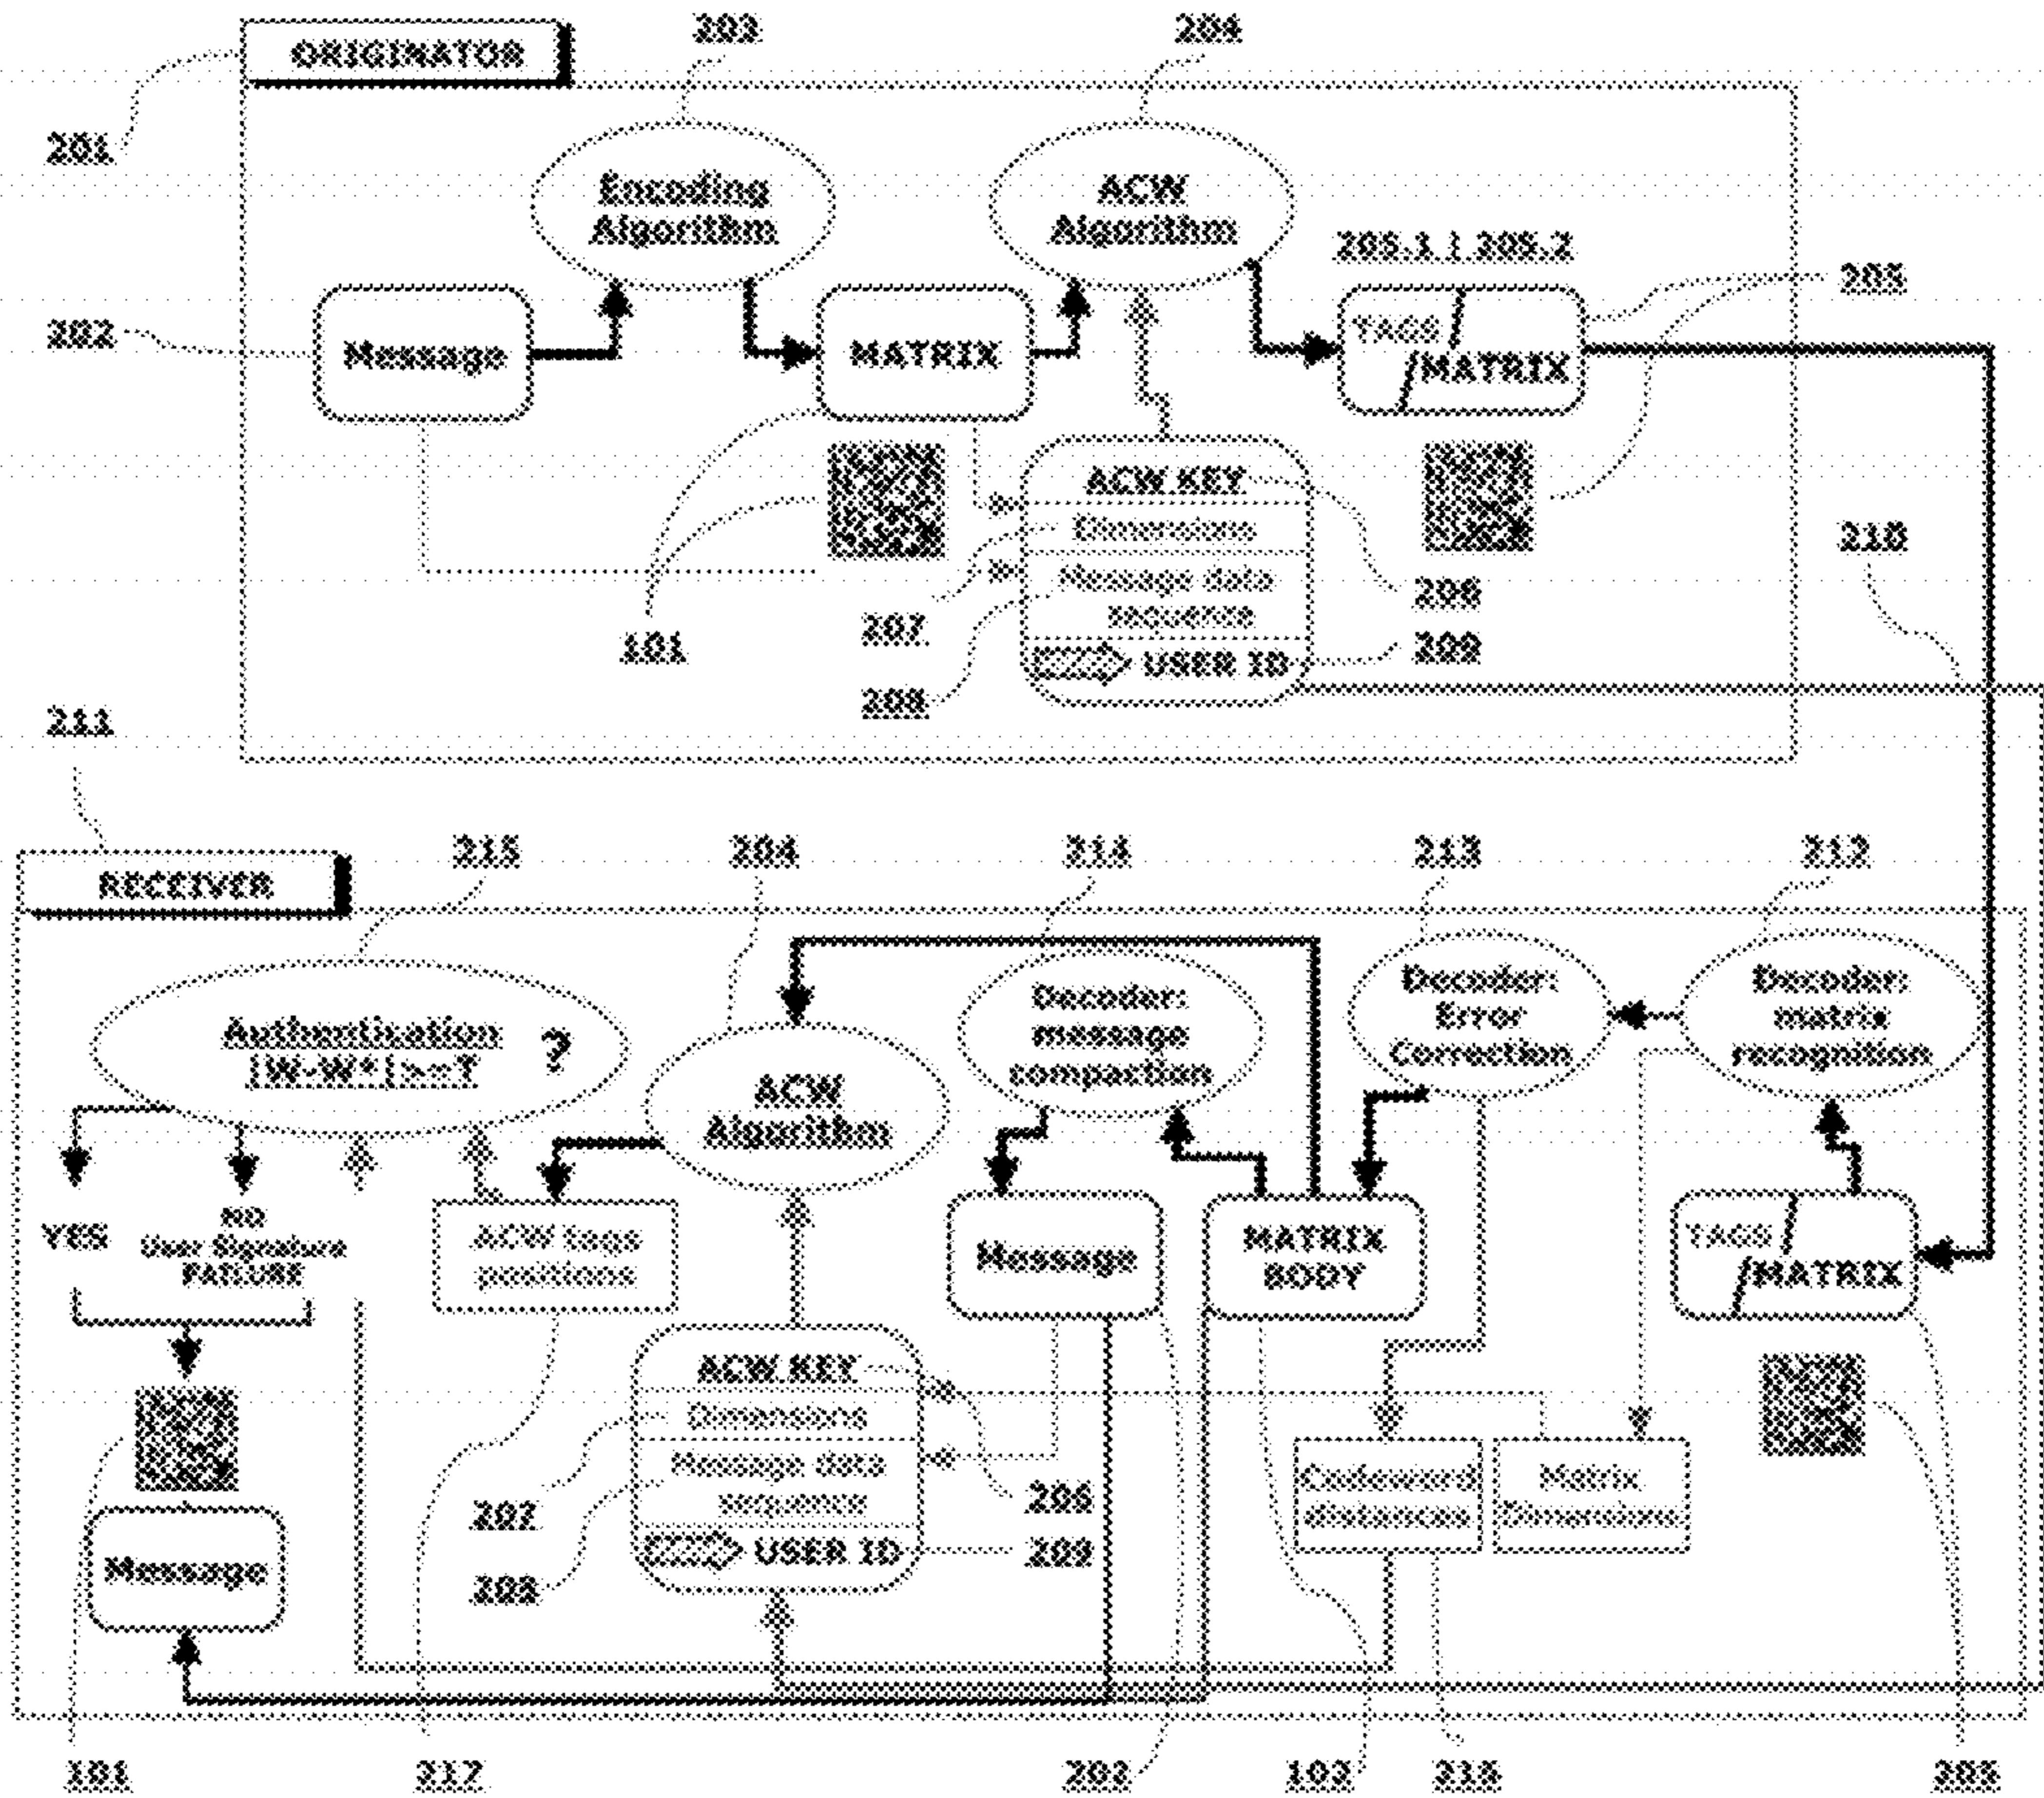 203
204
ORIGINATOR
201
Encoding
Algorithm
ACW
Algorithm
205.1 | 205.2
205
202
Message
MATRIX
TAGS
MATRIX
ACW KEY
Dimensions
210
Message data
sequence
206
207
101
209
USER ID
208
211
215
204
214
213
212
RECEIVER
Decoder:
Error
Correction
Decoder:
matrix
recognition
Decoder:
message
compaction
Authentication
|W-W*|>=T
?
ACW
Algorithm
YES
NO
User Signature
FAILURE
ACW tags
positions
Message
MATRIX
BODY
TAGS
MATRIX
ACW KEY
Dimensions
Message data
sequence
Codeword
distances
Matrix
207
206
USER ID
209
208
Message
101
217
202
102
216
205